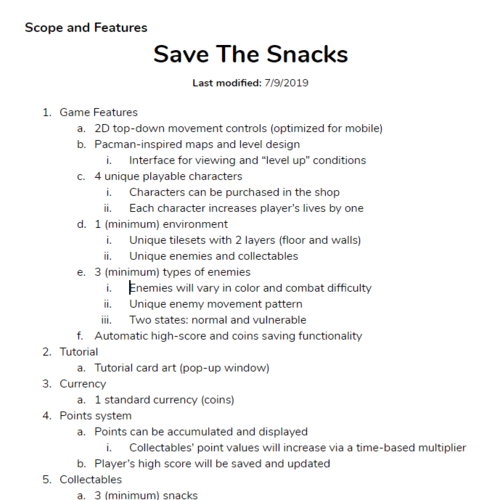 Scope and Features
Save The Snacks
Last modified: 7/9/2019
1. Game Features
a. 2D top-down movement controls (optimized for mobile)
b. Pacman-inspired maps and level design
i. Interface for viewing and “level up” conditions
c. 4 unique playable characters
i. Characters can be purchased in the shop
ii. Each character increases player's lives by one
d. 1 (minimum) environment
i. Unique tilesets with 2 layers (floor and walls)
ii. Unique enemies and collectables
e. 3 (minimum) types of enemies
i. Enemies will vary in color and combat difficulty
ii. Unique enemy movement pattern
iii. Two states: normal and vulnerable
f. Automatic high-score and coins saving functionality
2. Tutorial
a. Tutorial card art (pop-up window)
3. Currency
a. 1 standard currency (coins)
4. Points system
a. Points can be accumulated and displayed
i. Collectables' point values will increase via a time-based multiplier
b. Player's high score will be saved and updated
5. Collectables
a. 3 (minimum) snacks